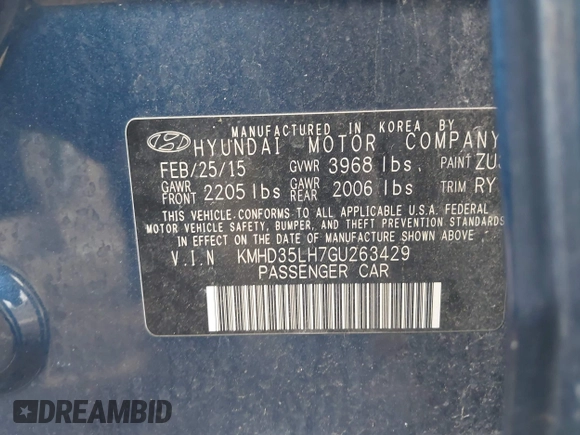 MANUFACTURED IN KOREA BY
HYUNDAI MOTOR COMPANY
FEB/25/15 GVWR 3968 lbs. PAINT
GAWR FRONT 2205 lbs GAWR REAR 2006 lbs TRIM RY
THIS VEHICLE CONFORMS TO ALL APPLICABLE U.S.A. FEDERAL
MOTOR VEHICLE SAFETY, BUMPER, AND THEFT PREVENTION STANDARDS
IN EFFECT ON THE DATE OF MANUFACTURE SHOWN ABOVE.
V.I.N KMHD35LH7GU263429
PASSENGER CAR
DREAMBID